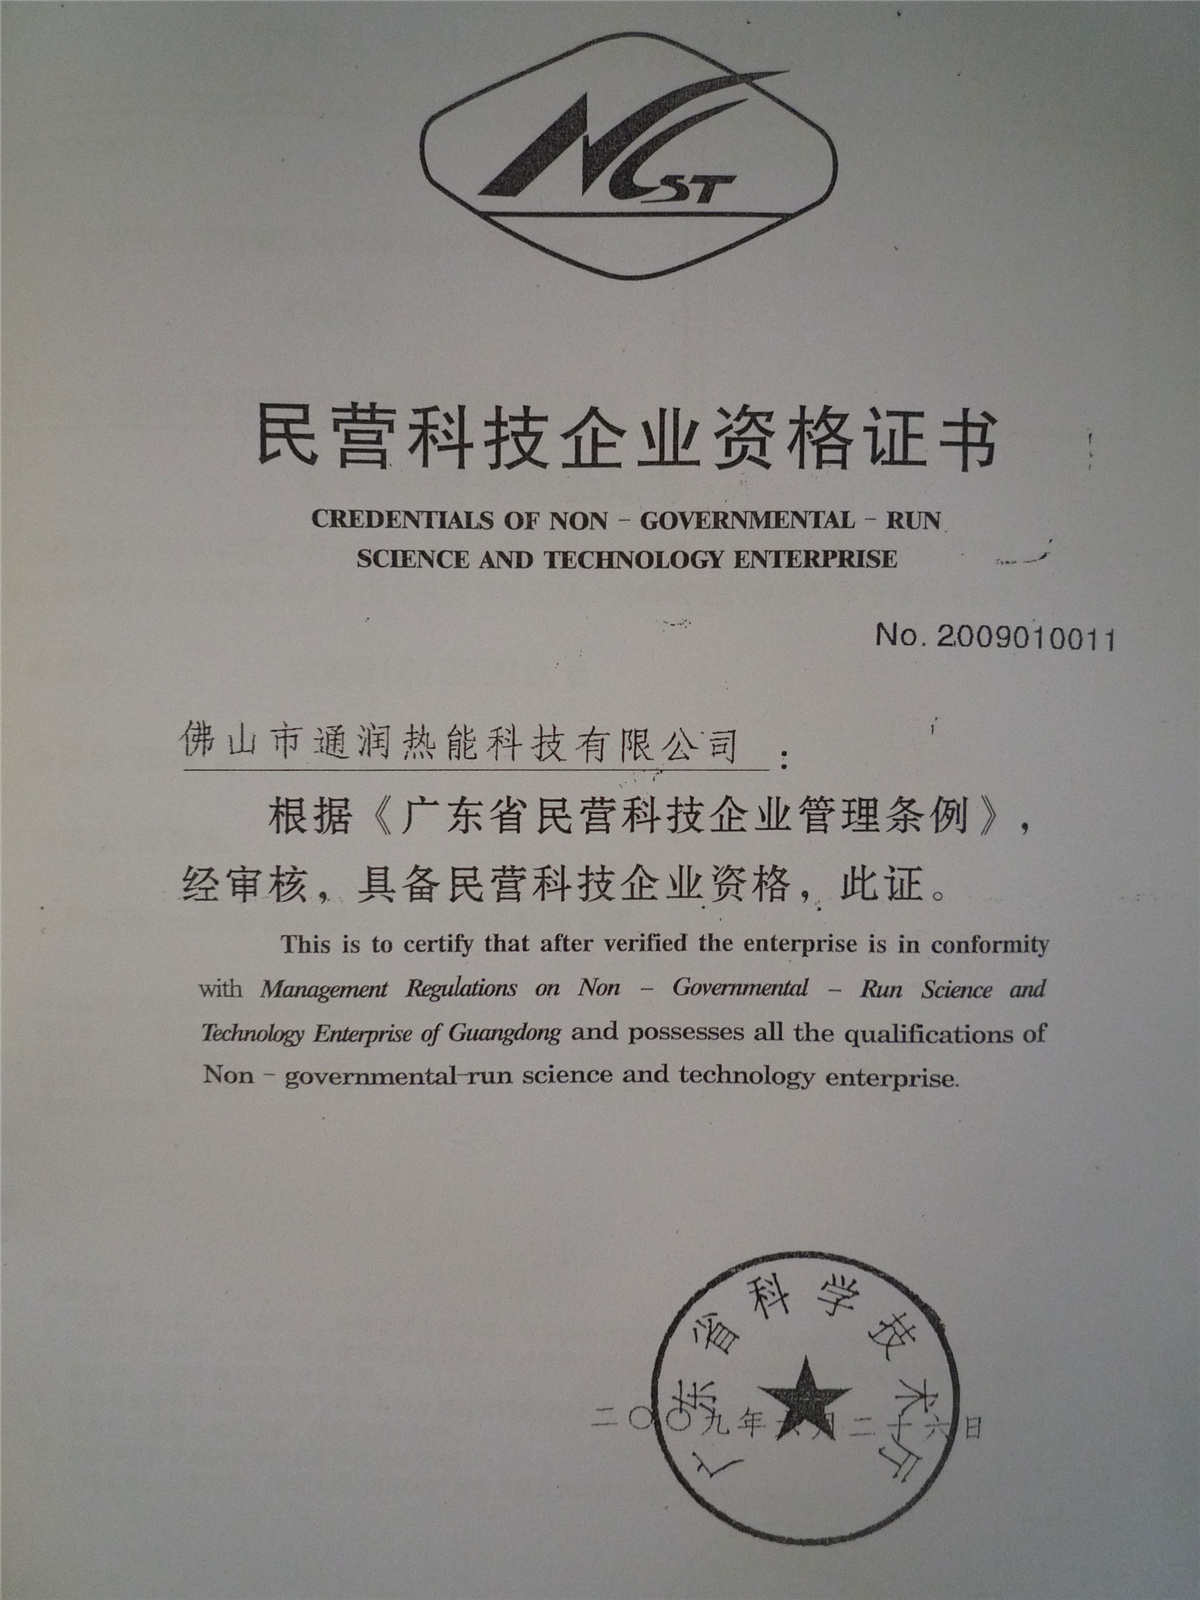 NCST
民营科技企业资格证书
CREDENTIALS OF NON - GOVERNMENTAL - RUN
SCIENCE AND TECHNOLOGY ENTERPRISE
No. 2009010011
佛山市通润热能科技有限公司：
根据《广东省民营科技企业管理条例》，
经审核，具备民营科技企业资格，此证。
This is to certify that after verified the enterprise is in conformity
with Management Regulations on Non - Governmental - Run Science and
Technology Enterprise of Guangdong and possesses all the qualifications of
Non - governmental-run science and technology enterprise.
广东省科学技术厅
二〇〇九年六月二十六日